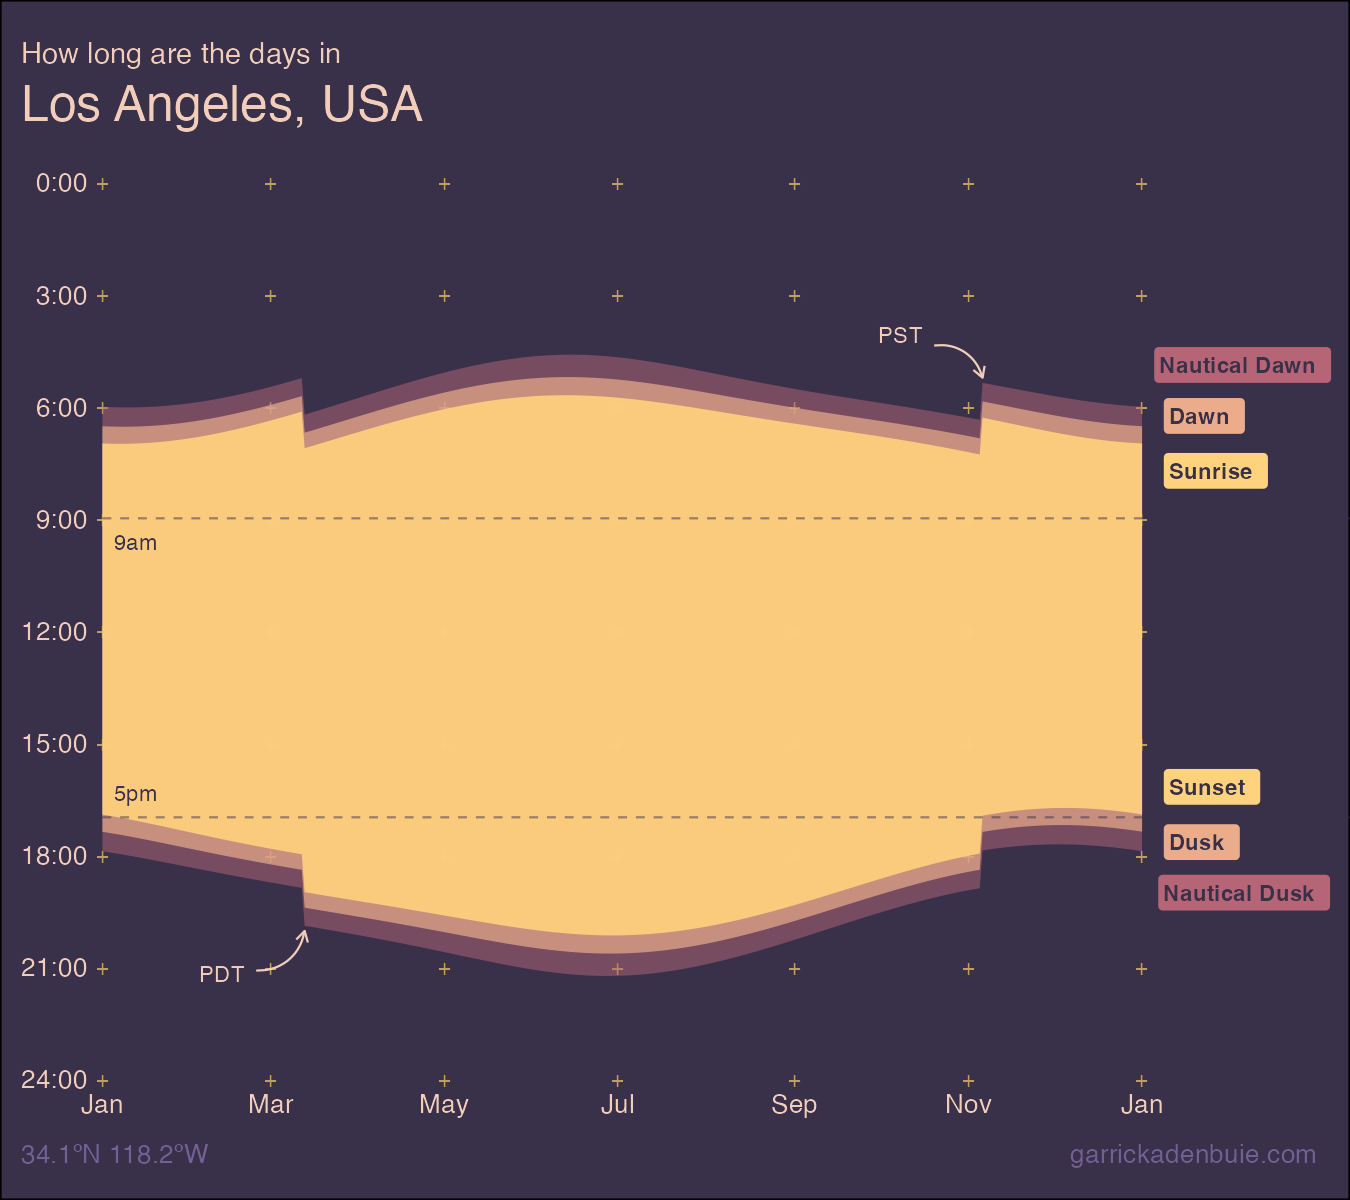 How long are the days in
Los Angeles, USA
0:00
3:00
PST
Nautical Dawn
6:00
Dawn
Sunrise
9:00
9am
12:00
15:00
Sunset
5pm
Dusk
18:00
Nautical Dusk
21:00
PDT
24:00
Jan Mar May Jul Sep Nov Jan
34.1°N 118.2°W
garrickadenbuie.com